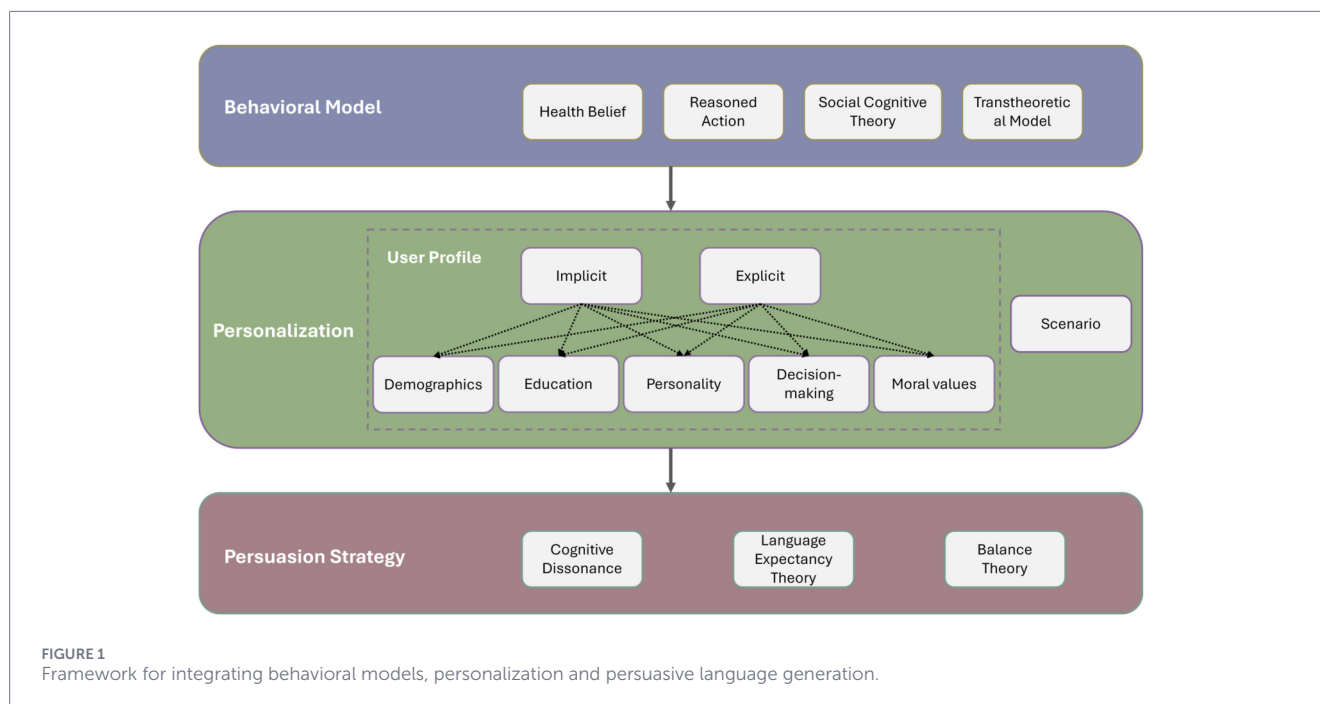 Behavioral Model
Health Belief
Reasoned
Action
Social Cognitive
Theory
Transtheoretic
al Model
User Profile
Implicit
Explicit
Personalization
Scenario
Demographics
Education
Personality
Decision-
making
Moral values
Persuasion Strategy
Cognitive
Dissonance
Language
Expectancy
Theory
Balance
Theory
FIGURE 1
Framework for integrating behavioral models, personalization and persuasive language generation.